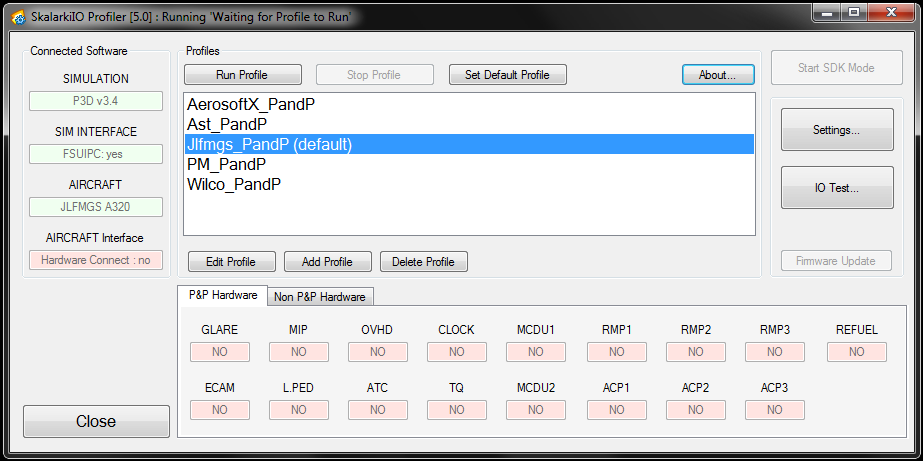 SkalarkiIO Profiler [5.0] : Running 'Waiting for Profile to Run'
Connected Software
SIMULATION
P3D v3.4
SIM INTERFACE
FSUIPC: yes
AIRCRAFT
JLFMGS A320
AIRCRAFT Interface
Hardware Connect : no
Profiles
Run Profile Stop Profile Set Default Profile About...
AerosoftX_PandP
Ast_PandP
Jlfmgs_PandP (default)
PM_PandP
Wilco_PandP
Edit Profile Add Profile Delete Profile
Start SDK Mode
Settings...
IO Test...
Firmware Update
P&P Hardware Non P&P Hardware
GLARE MIP OVHD CLOCK MCDU1 RMP1 RMP2 RMP3 REFUEL
NO NO NO NO NO NO NO NO NO
ECAM L.PED ATC TQ MCDU2 ACP1 ACP2 ACP3
NO NO NO NO NO NO NO NO
Close